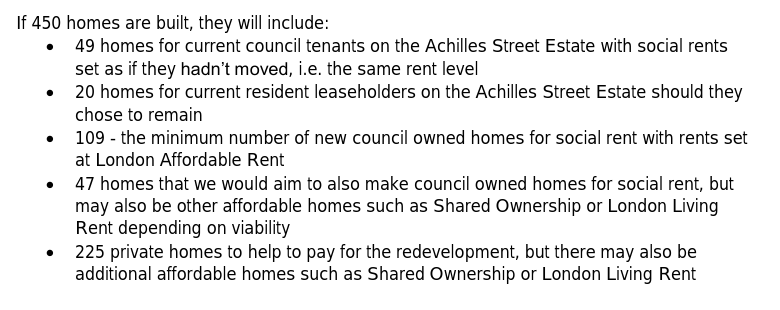 If 450 homes are built, they will include:
• 49 homes for current council tenants on the Achilles Street Estate with social rents
set as if they hadn't moved, i.e. the same rent level
• 20 homes for current resident leaseholders on the Achilles Street Estate should they
chose to remain
• 109 - the minimum number of new council owned homes for social rent with rents set
at London Affordable Rent
• 47 homes that we would aim to also make council owned homes for social rent, but
may also be other affordable homes such as Shared Ownership or London Living
Rent depending on viability
• 225 private homes to help to pay for the redevelopment, but there may also be
additional affordable homes such as Shared Ownership or London Living Rent